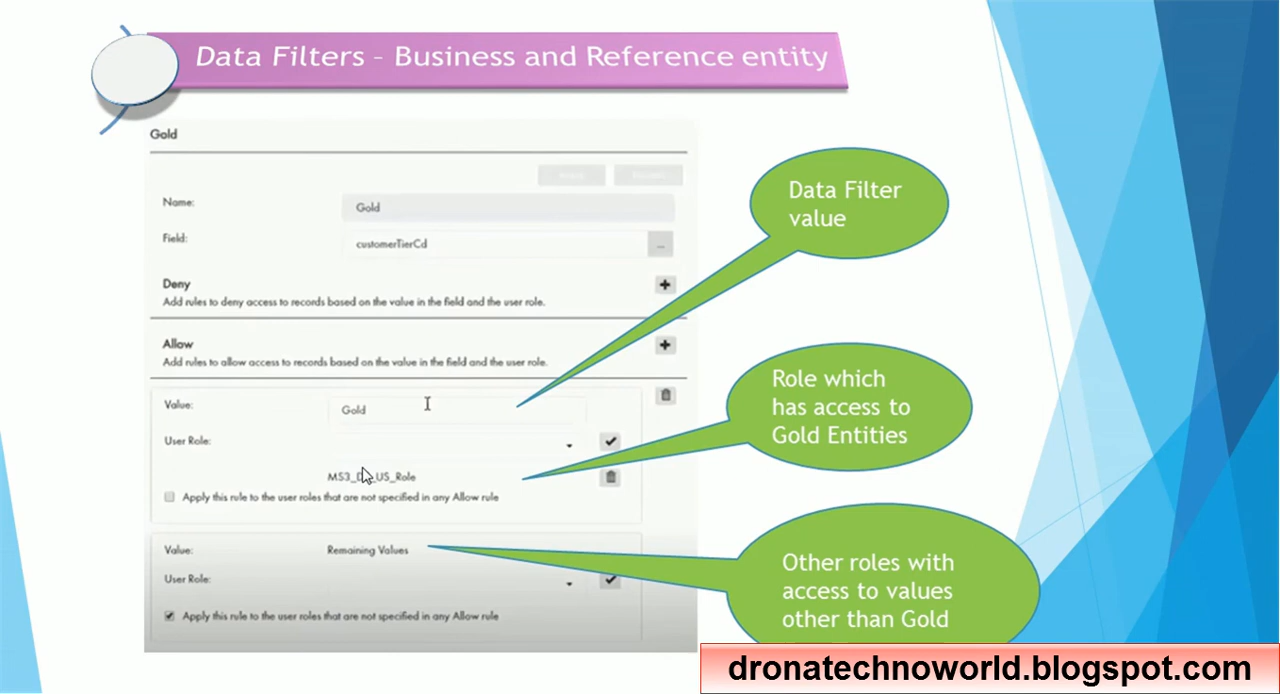 Data Filters – Business and Reference entity
Gold
Name:
Gold
Field:
customerTierCd
...
Deny
Add rules to deny access to records based on the value in the field and the user role.
Allow
Add rules to allow access to records based on the value in the field and the user role.
Value:
Gold
User Role:
Apply this rule to the user roles that are not specified in any Allow rule
Value:
Remaining Values
User Role:
Apply this rule to the user roles that are not specified in any Allow rule
Data Filter
value
Role which
has access to
Gold Entities
Other roles with
access to values
other than Gold
dronatechnoworld.blogspot.com